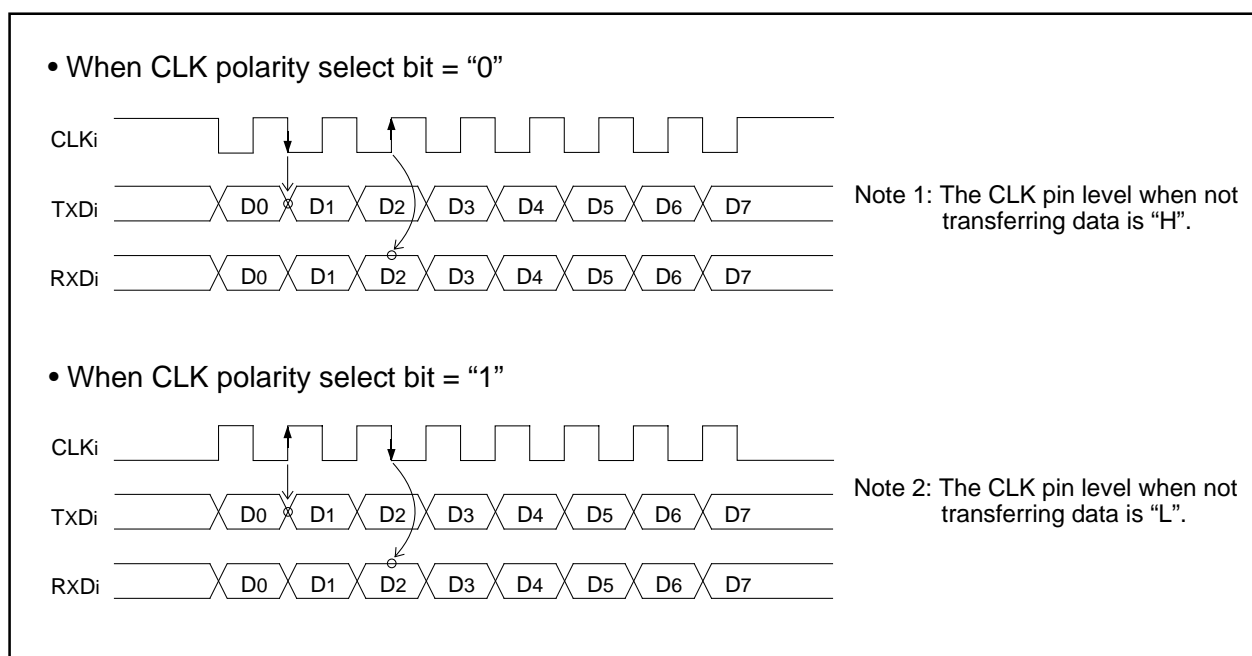 • When CLK polarity select bit = “0”
CLKi
TXDi D0 D1 D2 D3 D4 D5 D6 D7
RXDi D0 D1 D2 D3 D4 D5 D6 D7
Note 1: The CLK pin level when not
transferring data is “H”.
• When CLK polarity select bit = “1”
CLKi
TXDi D0 D1 D2 D3 D4 D5 D6 D7
RXDi D0 D1 D2 D3 D4 D5 D6 D7
Note 2: The CLK pin level when not
transferring data is “L”.